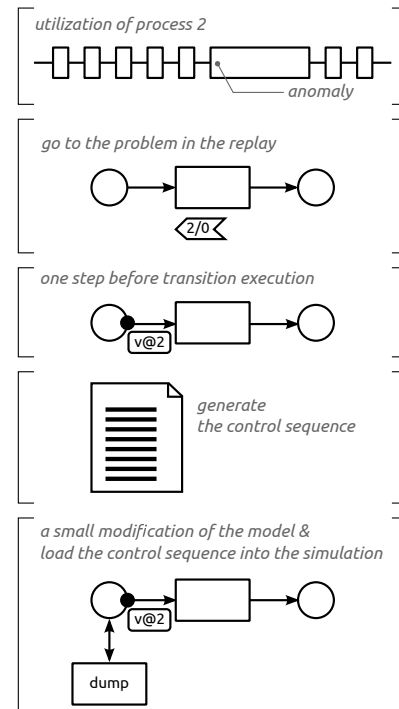 utilization of process 2
anomaly
go to the problem in the replay
2/0
one step before transition execution
v@2
generate
the control sequence
a small modification of the model &
load the control sequence into the simulation
v@2
dump